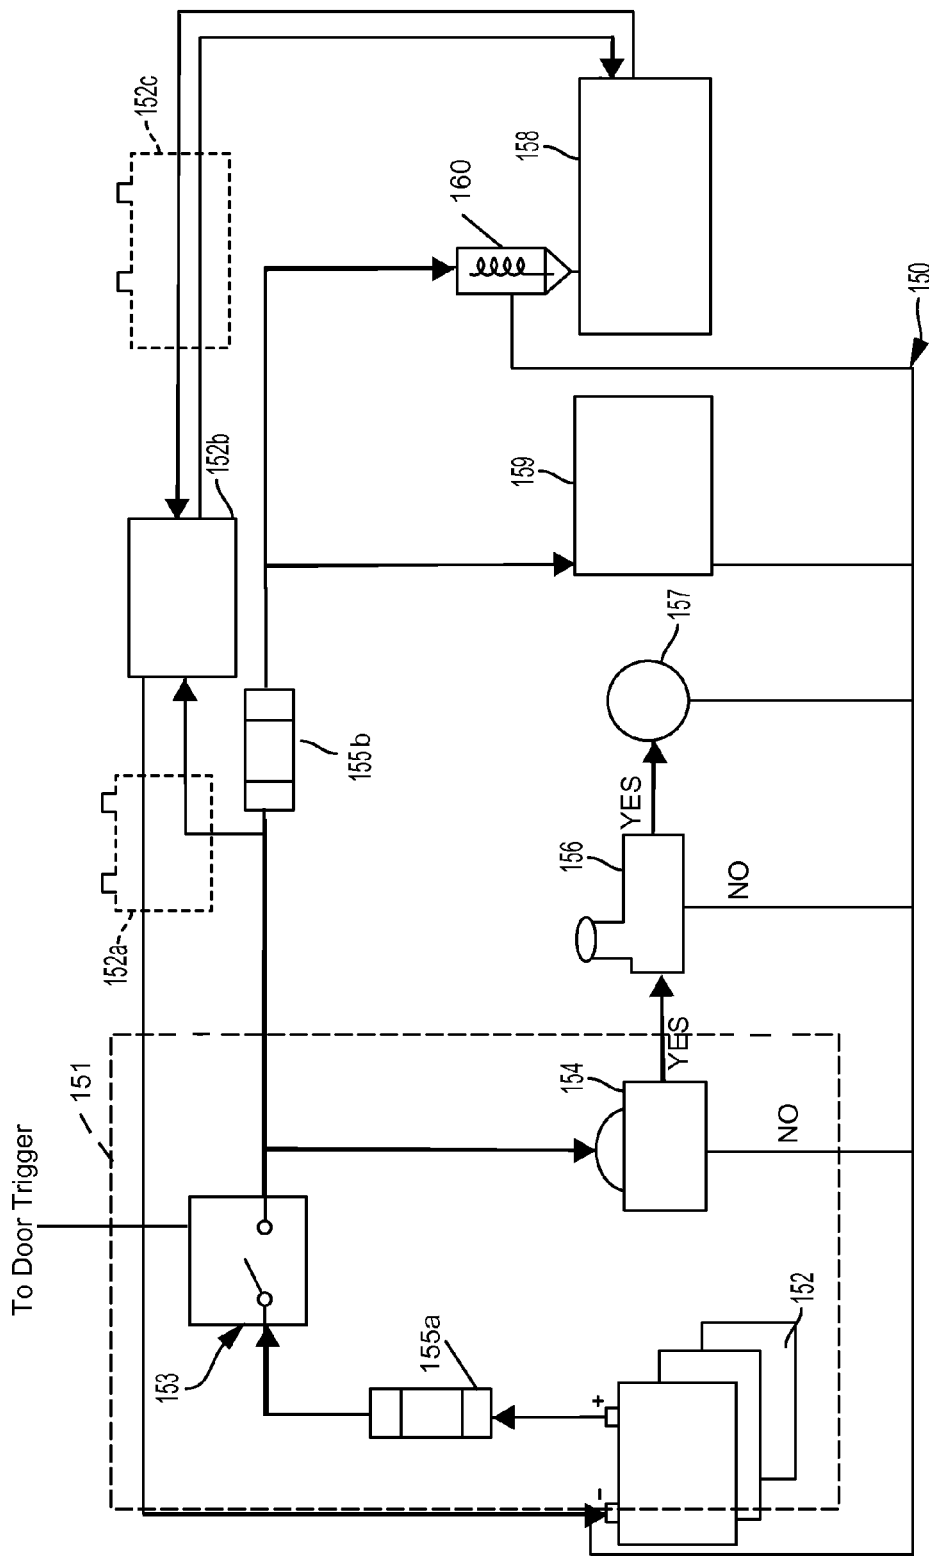 To Door Trigger
151
152a
152b
152c
153
155a
155b
160
158
159
157
156
154
YES
YES
NO
NO
152
+
-
150